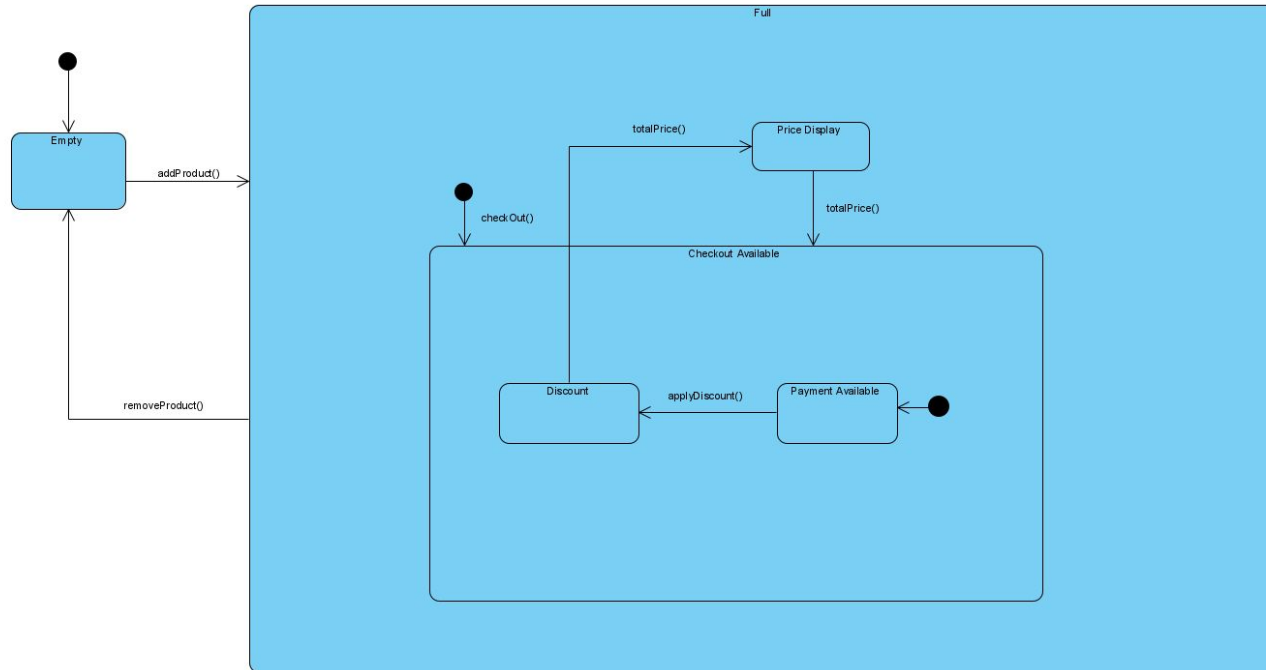 Full
totalPrice()
Price Display
Empty
addProduct()
checkOut()
totalPrice()
Checkout Available
Discount
applyDiscount()
Payment Available
removeProduct()